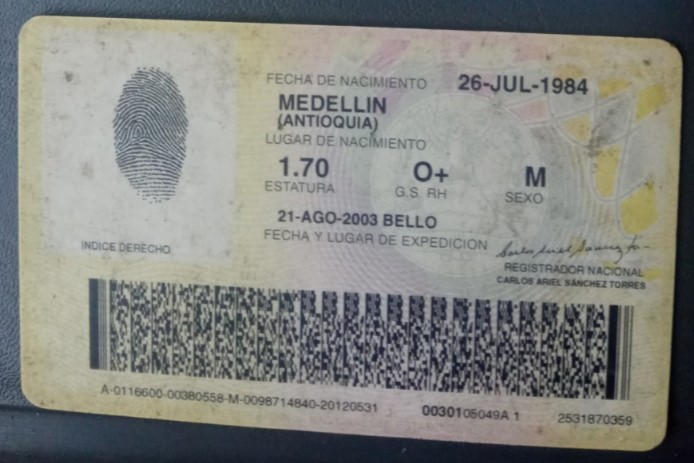 FECHA DE NACIMIENTO 26-JUL-1984
MEDELLIN
(ANTIOQUIA)
LUGAR DE NACIMIENTO
1.70 O+ M
ESTATURA G.S. RH SEXO
21-AGO-2003 BELLO
FECHA Y LUGAR DE EXPEDICION
INDICE DERECHO
REGISTRADOR NACIONAL
CARLOS ARIEL SÁNCHEZ TORRES
A-0116600-00380558-M-0098714840-20120531 0030105049A 1 2531870359